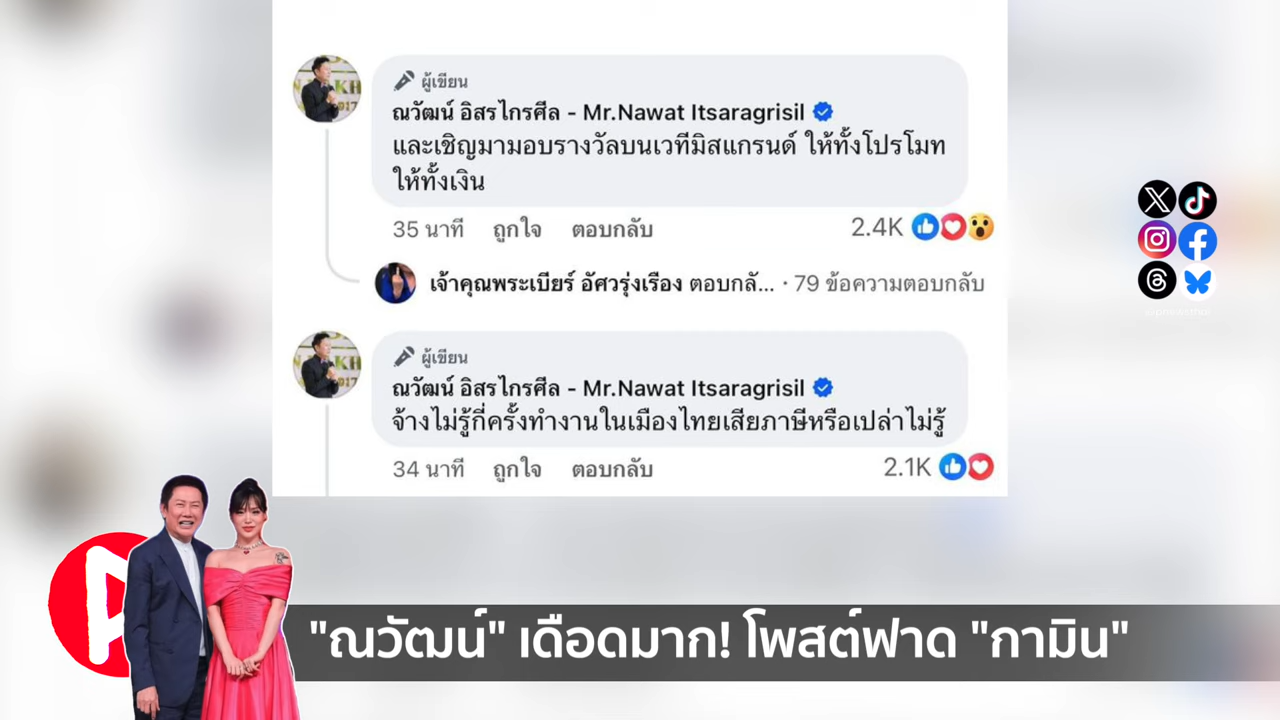 ผู้เขียน
ณวัฒน์ อิสรไกรศีล - Mr.Nawat Itsaragrisil
และเชิญมามอบรางวัลบนเวทีมิสแกรนด์ ให้ทั้งโปรโมท
ให้ทั้งเงิน
35 นาที ถูกใจ ตอบกลับ 2.4K
เจ้าคุณพระเบียร์ อัศวรุ่งเรือง ตอบกลั... · 79 ข้อความตอบกลับ
ผู้เขียน
ณวัฒน์ อิสรไกรศีล - Mr.Nawat Itsaragrisil
จ้างไม่รู้กี่ครั้งทำงานในเมืองไทยเสียภาษีหรือเปล่าไม่รู้
34 นาที ถูกใจ ตอบกลับ 2.1K
"ณวัฒน์" เดือดมาก! โพสต์ฟาด "กามิน"